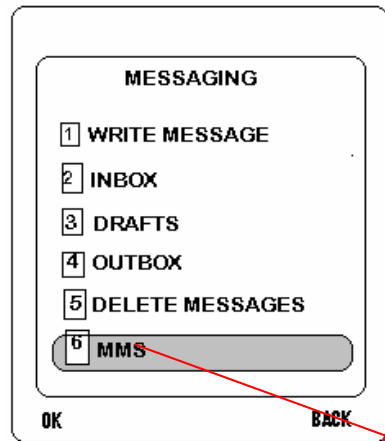 MESSAGING
1 WRITE MESSAGE
2 INBOX
3 DRAFTS
4 OUTBOX
5 DELETE MESSAGES
6 MMS
OK BACK